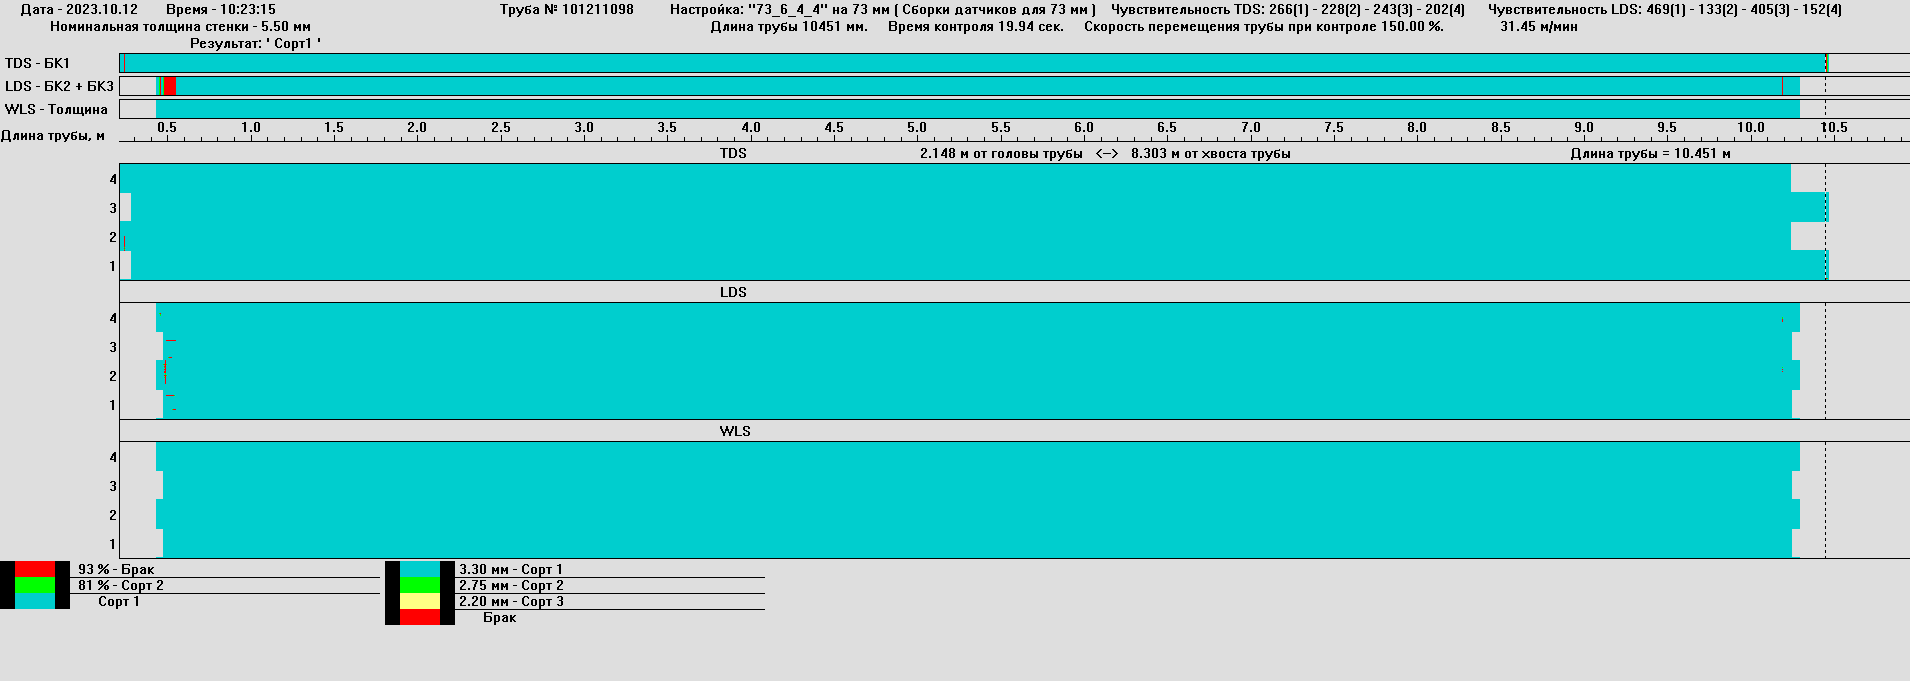 Дата - 2023.10.12 Время - 10:23:15 Труба № 101211098 Настройка: "73_6_4_4" на 73 мм ( Сборки датчиков для 73 мм ) Чувствительность TDS: 266(1) - 228(2) - 243(3) - 202(4) Чувствительность LDS: 469(1) - 133(2) - 405(3) - 152(4)
Номинальная толщина стенки - 5.50 мм Длина трубы 10451 мм. Время контроля 19.94 сек. Скорость перемещения трубы при контроле 150.00 %. 31.45 м/мин
Результат: ' Сорт1 '
TDS - БК1
LDS - БК2 + БК3
WLS - Толщина
Длина трубы, м 0.5 1.0 1.5 2.0 2.5 3.0 3.5 4.0 4.5 5.0 5.5 6.0 6.5 7.0 7.5 8.0 8.5 9.0 9.5 10.0 10.5
TDS 2.148 м от головы трубы <-> 8.303 м от хвоста трубы Длина трубы = 10.451 м
4
3
2
1
LDS
4
3
2
1
WLS
4
3
2
1
93 % - Брак 3.30 мм - Сорт 1
81 % - Сорт 2 2.75 мм - Сорт 2
Сорт 1 2.20 мм - Сорт 3
Брак